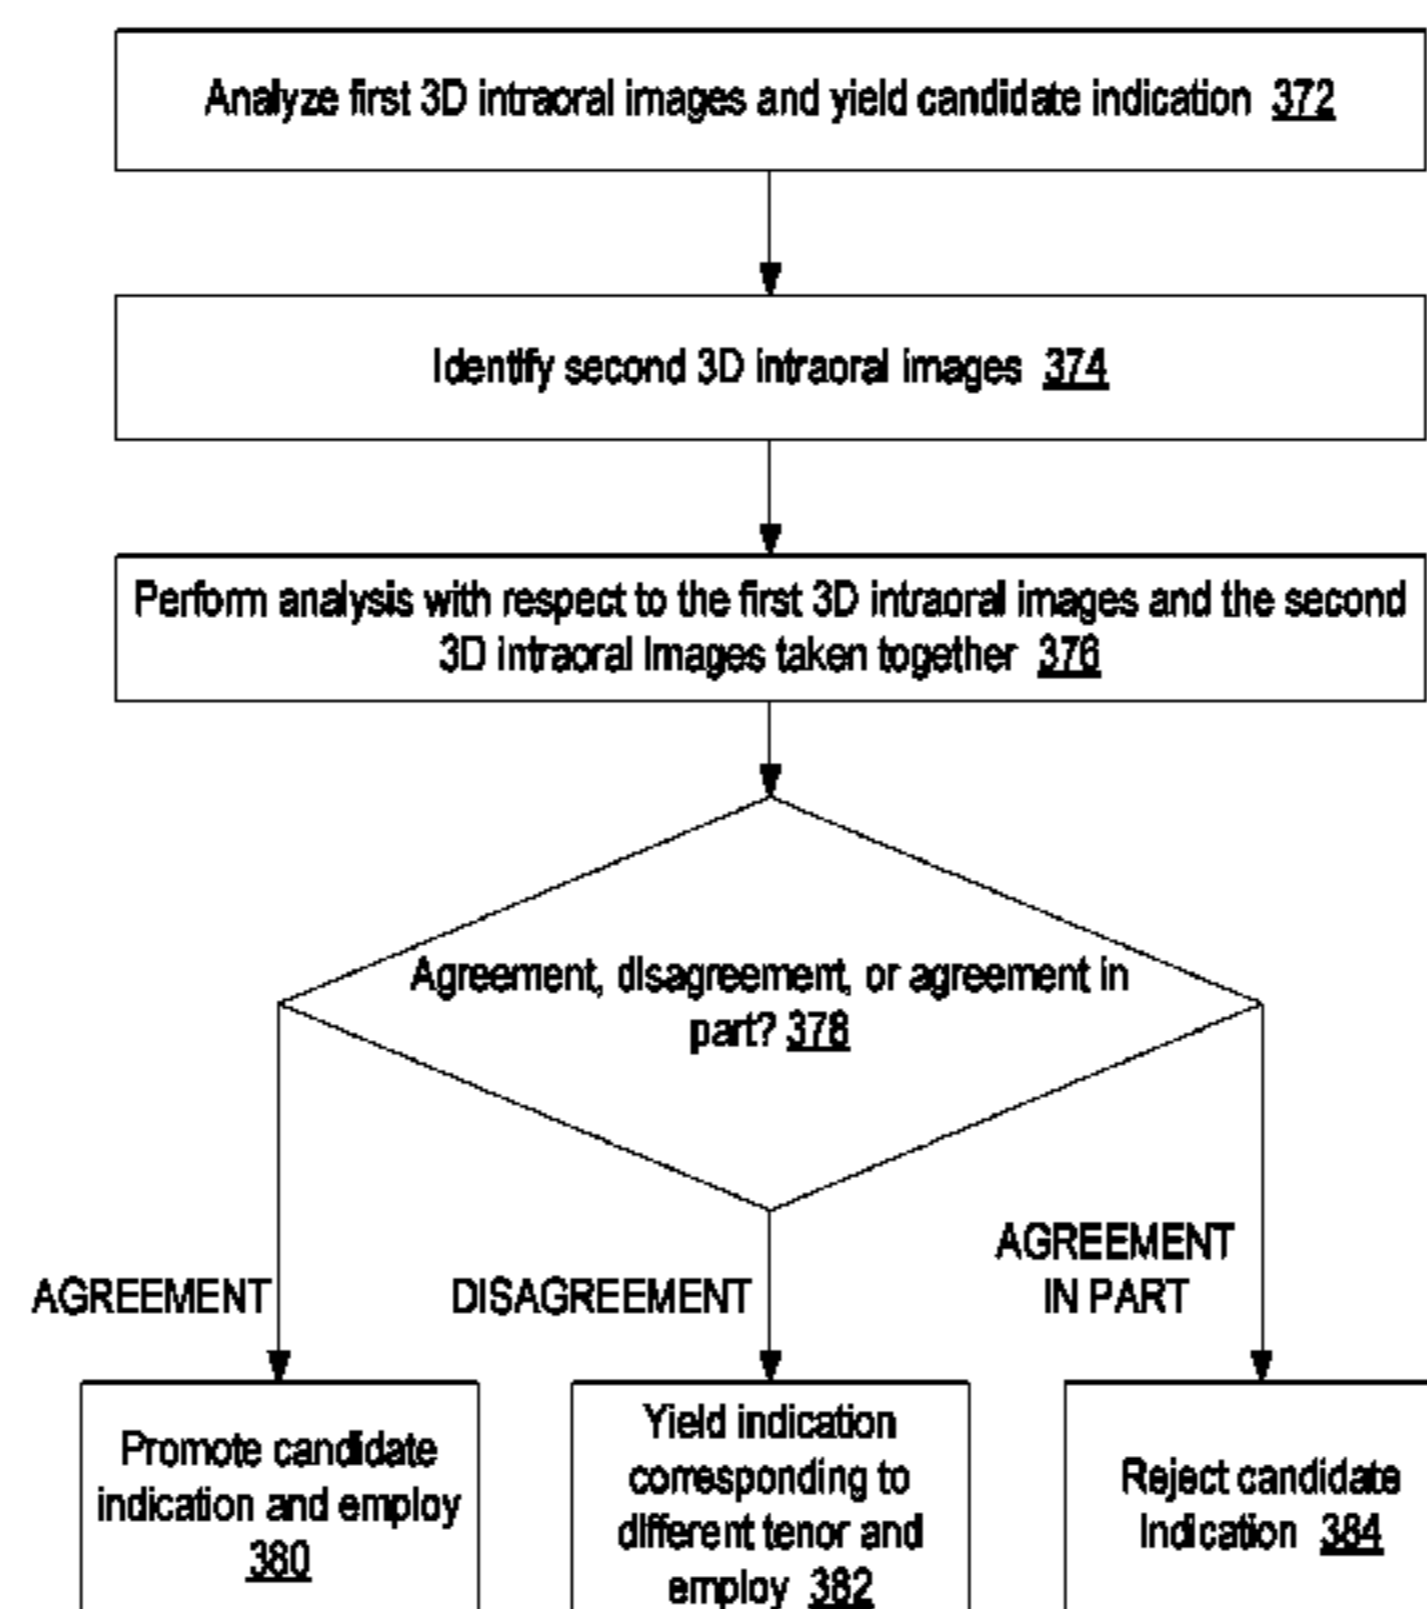 Analyze first 3D intraoral images and yield candidate indication 372
Identify second 3D intraoral images 374
Perform analysis with respect to the first 3D intraoral images and the second
3D intraoral images taken together 376
Agreement, disagreement, or agreement in
part? 378
AGREEMENT
DISAGREEMENT
AGREEMENT
IN PART
Promote candidate
indication and employ
380
Yield indication
corresponding to
different tenor and
employ 382
Reject candidate
indication 384